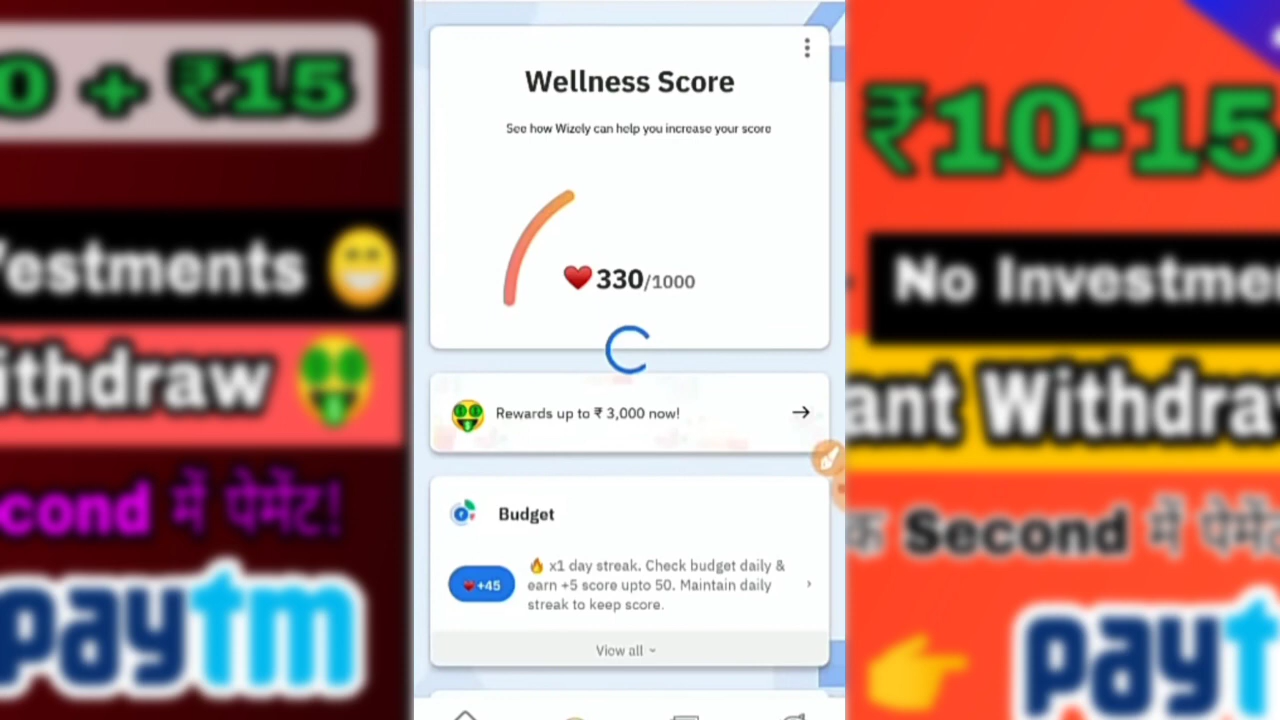 0 + ₹15
Wellness Score
See how Wizely can help you increase your score
330/1000
Rewards up to ₹ 3,000 now!
Budget
+45
🔥 x1 day streak. Check budget daily &
earn +5 score upto 50. Maintain daily
streak to keep score.
View all
vestments 😁
ithdraw 🤑
cond में पेमेंट!
paytm
₹10-15
No Investme
ant Withdra
क Second में पेमेंट
👉 payt